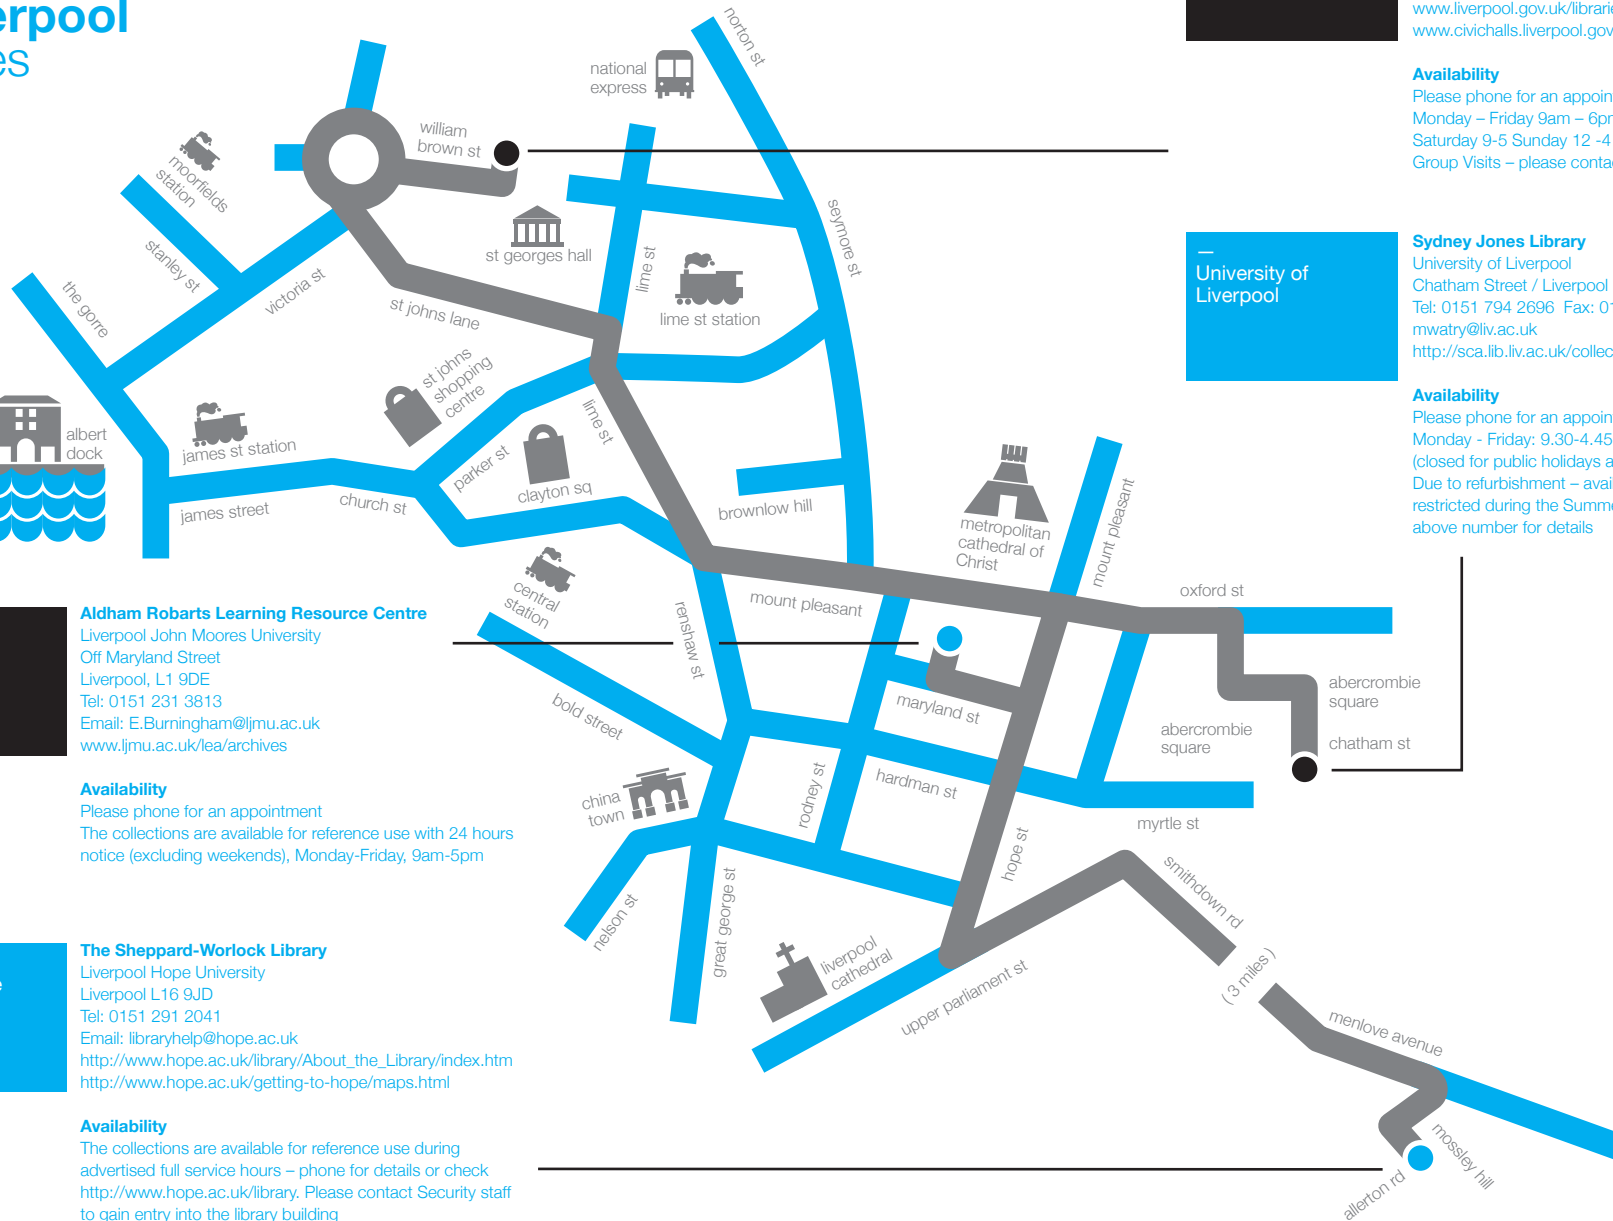 erpool
es
norton st
national
express
william
brown st
moorfields
station
stanley st
victoria st
the gorre
st georges hall
lime st
seymore st
st johns lane
lime st station
st johns
shopping
centre
lime st
albert
dock
james st station
parker st
clayton sq
james street
church st
brownlow hill
metropolitan
cathedral of
Christ
mount pleasant
central
station
renshaw st
mount pleasant
oxford st
bold street
maryland st
abercrombie
square
abercrombie
square
chatham st
china
town
rodney st
hardman st
myrtle st
hope st
nelson st
great george st
liverpool
cathedral
upper parliament st
smithdown rd
( 3 miles )
menlove avenue
mossley hill
allerton rd
www.liverpool.gov.uk/librarie
www.civichalls.liverpool.gov
Availability
Please phone for an appoin
Monday – Friday 9am – 6pr
Saturday 9-5 Sunday 12 -4
Group Visits – please conta
University of
Liverpool
Sydney Jones Library
University of Liverpool
Chatham Street / Liverpool
Tel: 0151 794 2696 Fax: 01
mwatry@liv.ac.uk
http://sca.lib.liv.ac.uk/collec
Availability
Please phone for an appoin
Monday - Friday: 9.30-4.45
(closed for public holidays a
Due to refurbishment – avai
restricted during the Summe
above number for details
Aldham Robarts Learning Resource Centre
Liverpool John Moores University
Off Maryland Street
Liverpool, L1 9DE
Tel: 0151 231 3813
Email: E.Burningham@ljmu.ac.uk
www.ljmu.ac.uk/lea/archives
Availability
Please phone for an appointment
The collections are available for reference use with 24 hours
notice (excluding weekends), Monday-Friday, 9am-5pm
The Sheppard-Worlock Library
Liverpool Hope University
Liverpool L16 9JD
Tel: 0151 291 2041
Email: libraryhelp@hope.ac.uk
http://www.hope.ac.uk/library/About_the_Library/index.htm
http://www.hope.ac.uk/getting-to-hope/maps.html
Availability
The collections are available for reference use during
advertised full service hours – phone for details or check
http://www.hope.ac.uk/library. Please contact Security staff
to gain entry into the library building